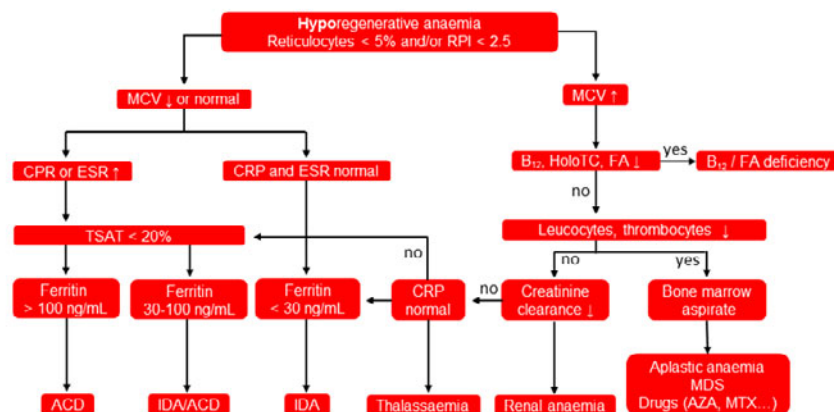 Hyporegenerative anaemia
Reticulocytes < 5% and/or RPI < 2.5
MCV ↓ or normal
MCV ↑
CPR or ESR ↑
CRP and ESR normal
B₁₂, HoloTC, FA ↓
yes
B₁₂ / FA deficiency
no
TSAT < 20%
Leucocytes, thrombocytes ↓
no
no
yes
Ferritin
> 100 ng/mL
Ferritin
30-100 ng/mL
Ferritin
< 30 ng/mL
CRP
normal
no
Creatinine
clearance ↓
Bone marrow
aspirate
ACD
IDA/ACD
IDA
Thalassaemia
Renal anaemia
Aplastic anaemia
MDS
Drugs (AZA, MTX...)